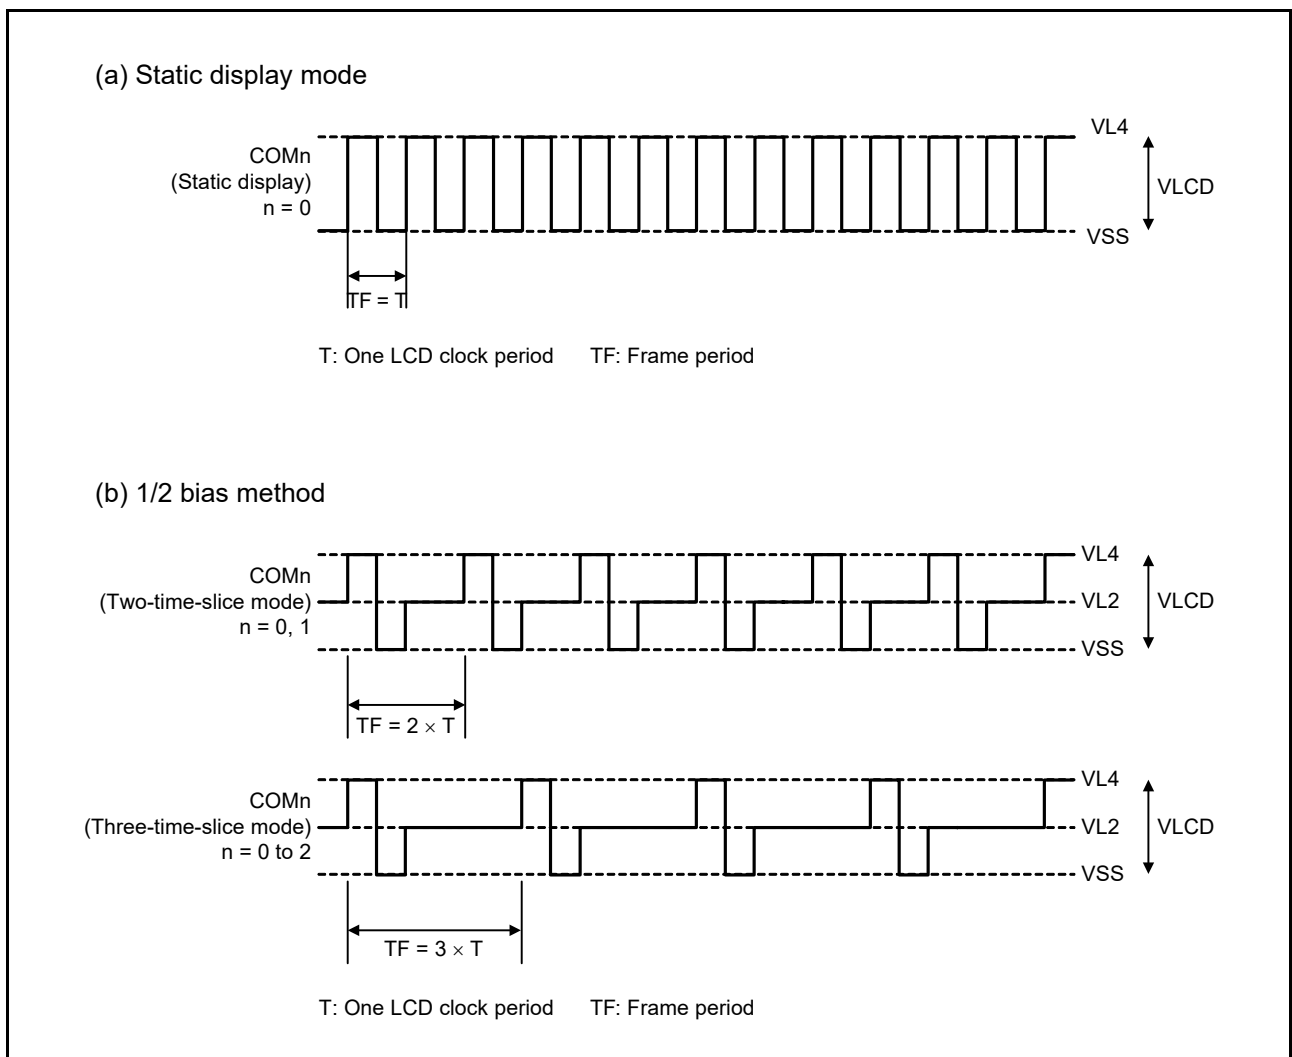 (a) Static display mode
VL4
COMn
(Static display)
n = 0
VLCD
VSS
TF = T
T: One LCD clock period TF: Frame period
(b) 1/2 bias method
VL4
COMn
(Two-time-slice mode)
n = 0, 1
VL2
VLCD
VSS
TF = 2 × T
VL4
COMn
(Three-time-slice mode)
n = 0 to 2
VL2
VLCD
VSS
TF = 3 × T
T: One LCD clock period TF: Frame period